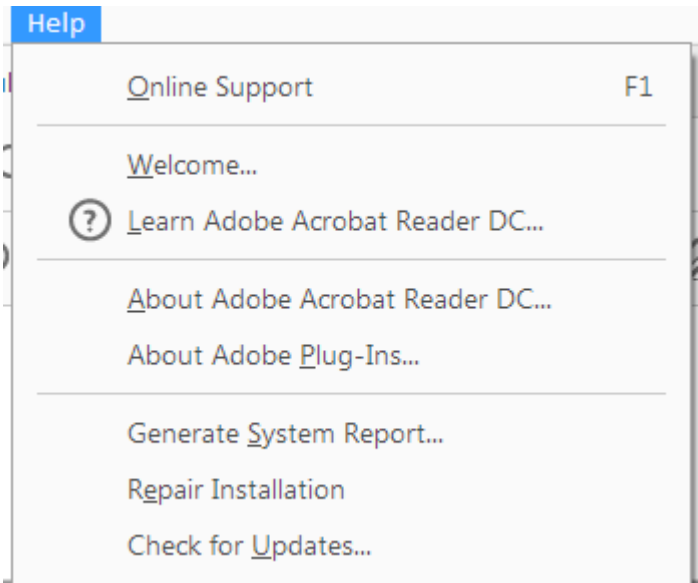 Help
Online Support F1
Welcome...
Learn Adobe Acrobat Reader DC...
About Adobe Acrobat Reader DC...
About Adobe Plug-Ins...
Generate System Report...
Repair Installation
Check for Updates...